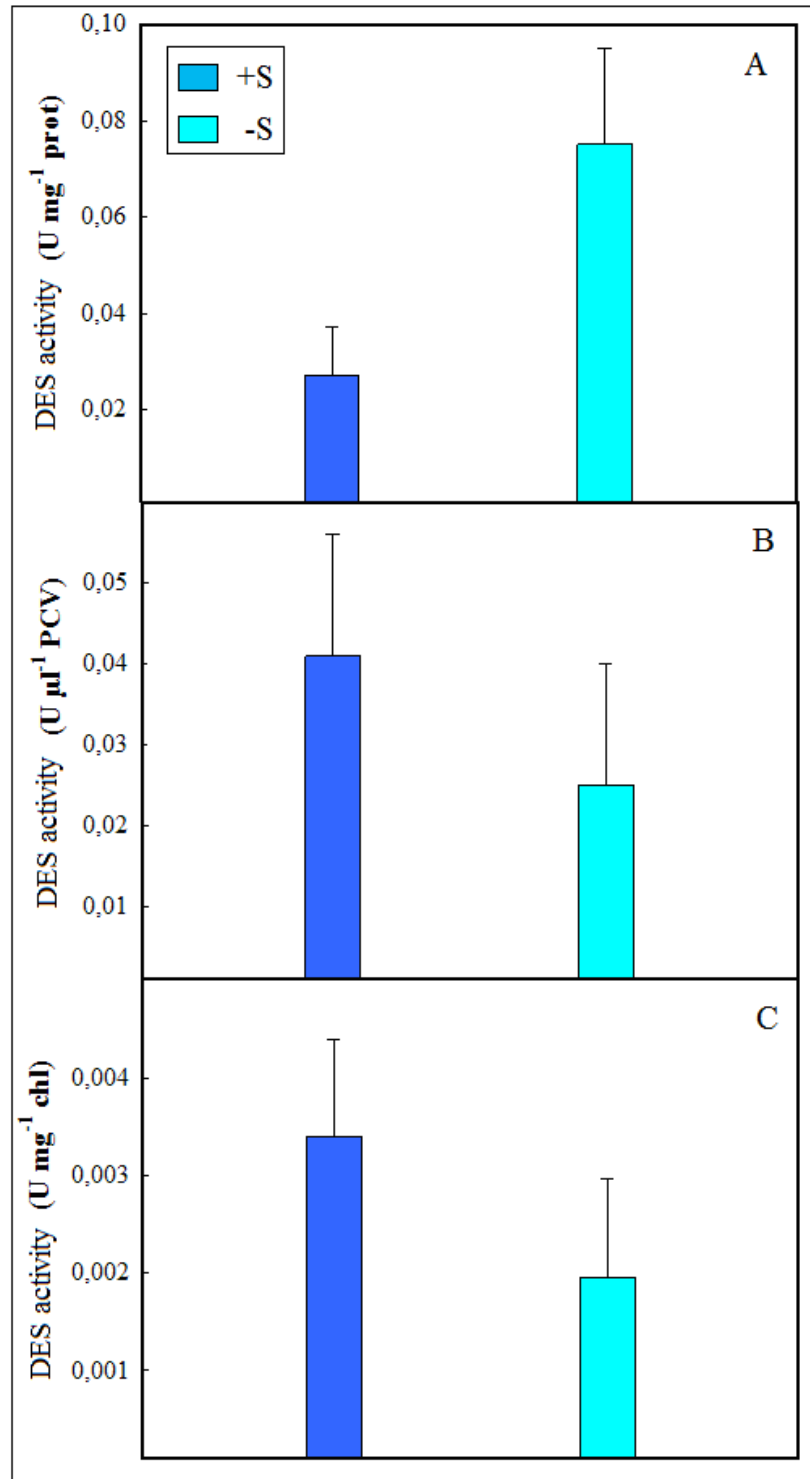 0,10
A
+S
-S
0,08
0,06
0,04
0,02
DES activity (U mg⁻¹ prot)
B
0,05
0,04
0,03
0,02
0,01
DES activity (U µl⁻¹ PCV)
C
0,004
0,003
0,002
0,001
DES activity (U mg⁻¹ chl)